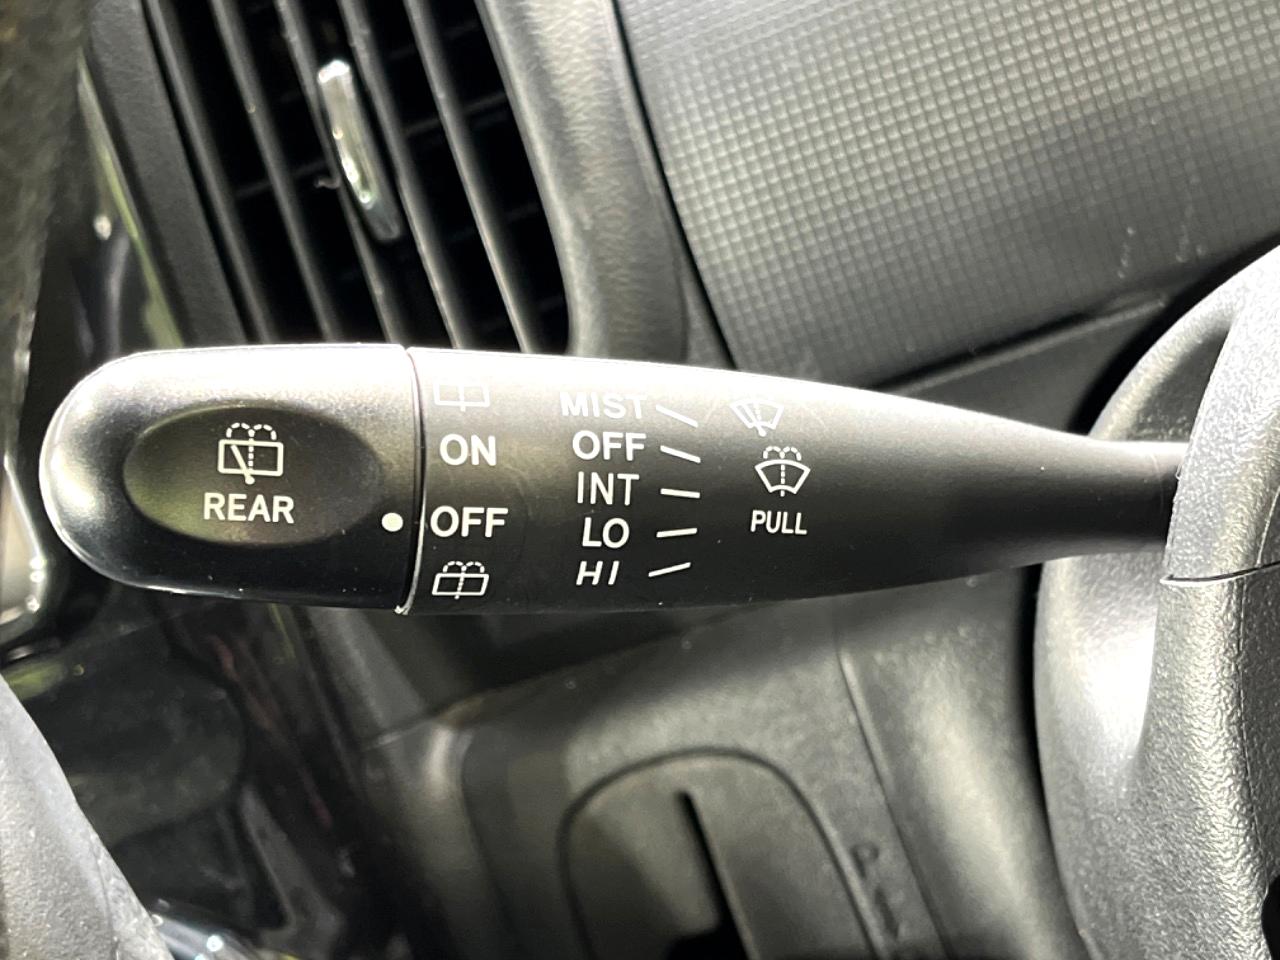 REAR
ON
OFF
MIST
OFF
INT
LO
HI
PULL